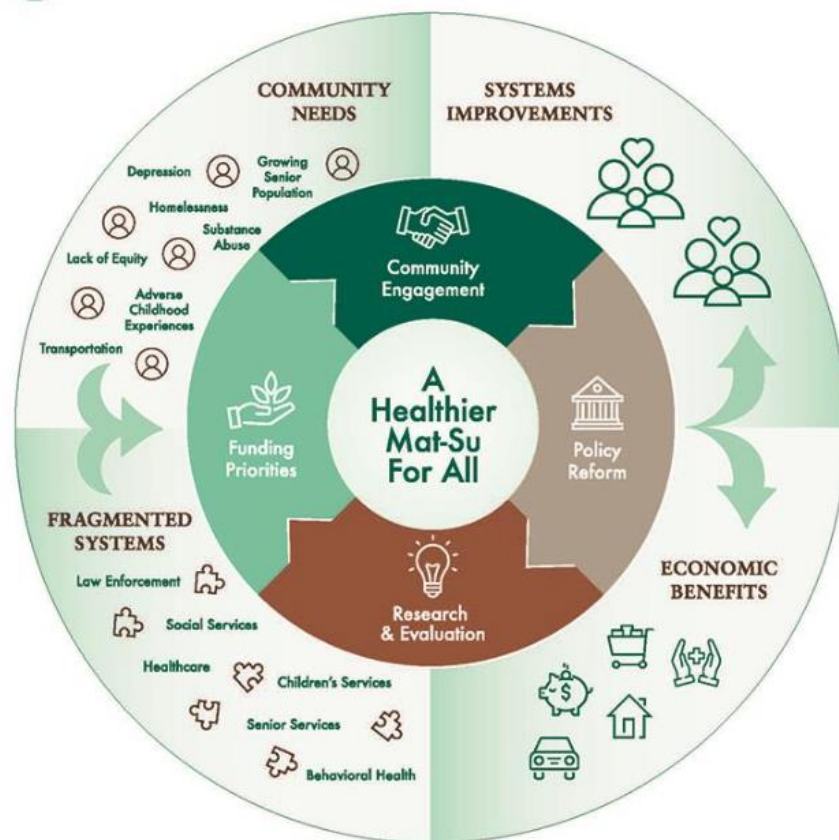 COMMUNITY
NEEDS
Depression
Growing
Senior
Population
Homelessness
Substance
Abuse
Lack of Equity
Adverse
Childhood
Experiences
Transportation
SYSTEMS
IMPROVEMENTS
Community
Engagement
Funding
Priorities
A
Healthier
Mat-Su
For All
Policy
Reform
Research
& Evaluation
FRAGMENTED
SYSTEMS
Law Enforcement
Social Services
Healthcare
Children's Services
Senior Services
Behavioral Health
ECONOMIC
BENEFITS
$